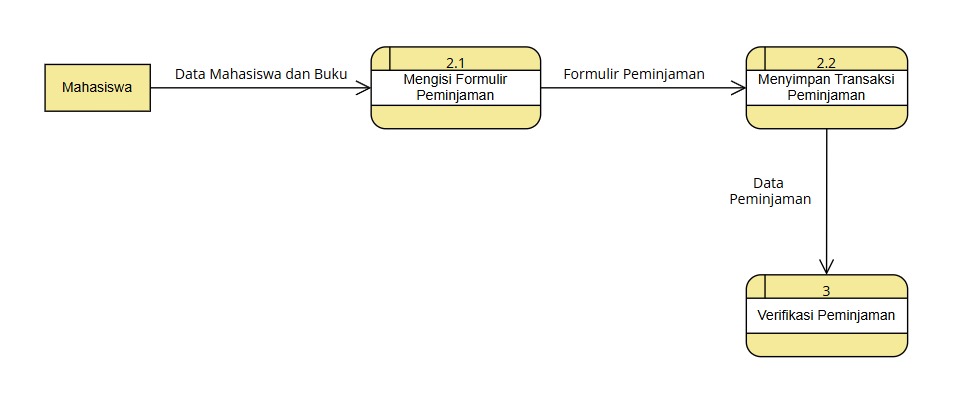 Mahasiswa
Data Mahasiswa dan Buku
2.1
Mengisi Formulir
Peminjaman
Formulir Peminjaman
2.2
Menyimpan Transaksi
Peminjaman
Data
Peminjaman
3
Verifikasi Peminjaman